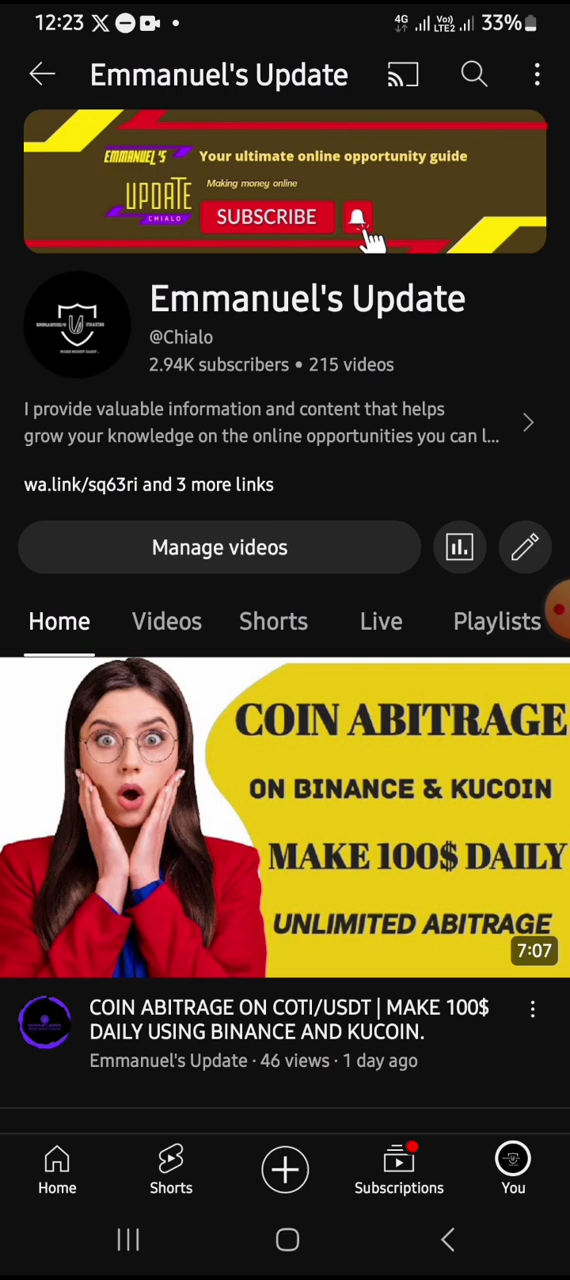 12:23
4G Vo)) LTE2 33%
Emmanuel's Update
EMMANUEL'S
UPDATE
CHIALO
Your ultimate online opportunity guide
Making money online
SUBSCRIBE
Emmanuel's Update
@Chialo
2.94K subscribers • 215 videos
I provide valuable information and content that helps
grow your knowledge on the online opportunities you can l...
wa.link/sq63ri and 3 more links
Manage videos
Home Videos Shorts Live Playlists
COIN ABITRAGE
ON BINANCE & KUCOIN
MAKE 100$ DAILY
UNLIMITED ABITRAGE
7:07
COIN ABITRAGE ON COTI/USDT | MAKE 100$
DAILY USING BINANCE AND KUCOIN.
Emmanuel's Update · 46 views · 1 day ago
Home Shorts Subscriptions You